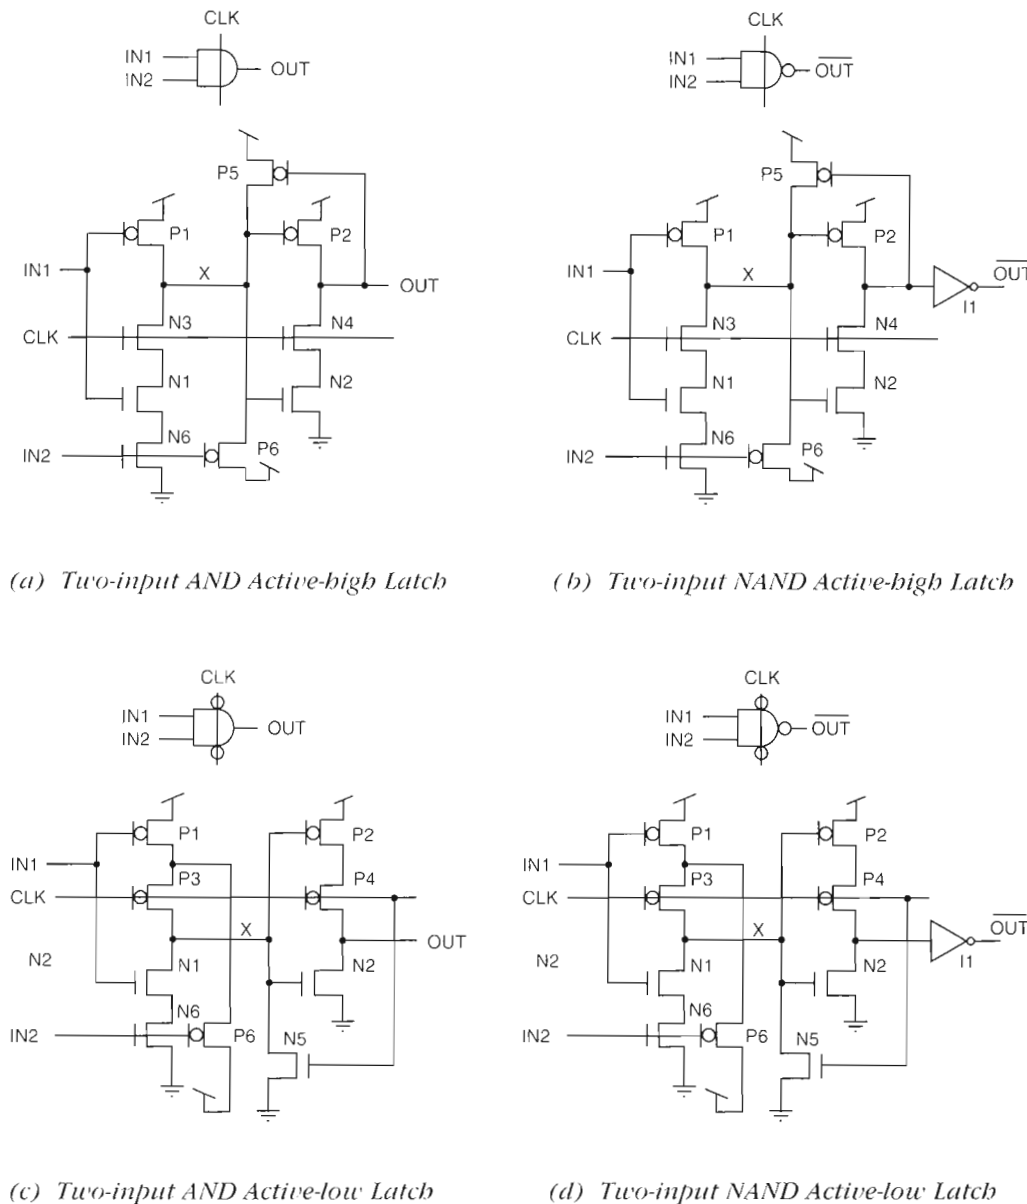 CLK
IN1
IN2
OUT
P5
P1
P2
IN1
X
OUT
CLK
N3
N4
N1
N2
N6
IN2
P6
(a) Two-input AND Active-high Latch
CLK
IN1
IN2
OUT
P5
P1
P2
IN1
X
OUT
I1
CLK
N3
N4
N1
N2
N6
IN2
P6
(b) Two-input NAND Active-high Latch
CLK
IN1
IN2
OUT
P1
P2
IN1
P3
P4
CLK
X
OUT
N2
N1
N2
N6
IN2
P6
N5
(c) Two-input AND Active-low Latch
CLK
IN1
IN2
OUT
P1
P2
IN1
P3
P4
CLK
X
OUT
I1
N2
N1
N2
N6
IN2
P6
N5
(d) Two-input NAND Active-low Latch